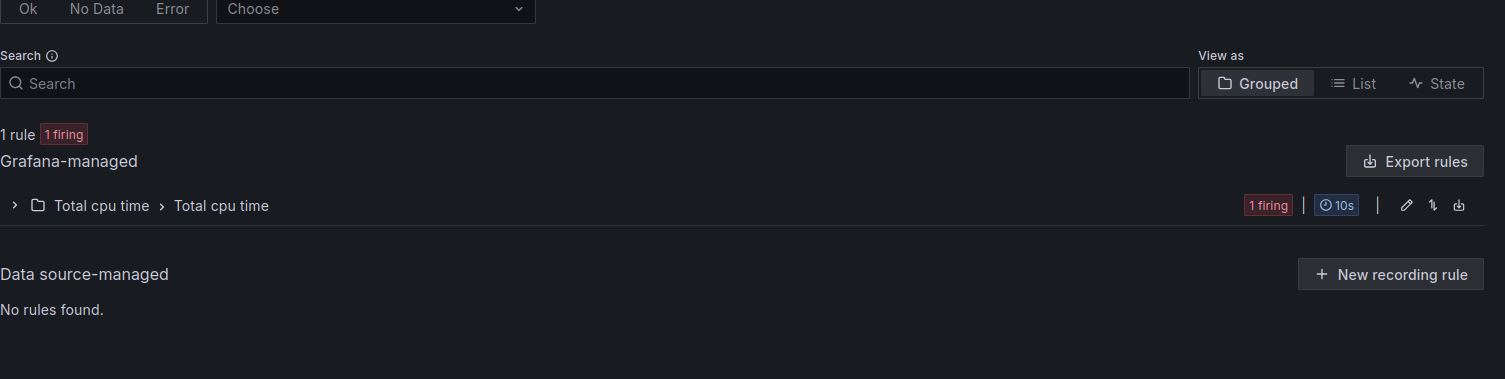 Ok No Data Error Choose
Search
View as
Search
Grouped List State
1 rule 1 firing
Grafana-managed
Export rules
Total cpu time > Total cpu time 1 firing | 10s |
Data source-managed
New recording rule
No rules found.